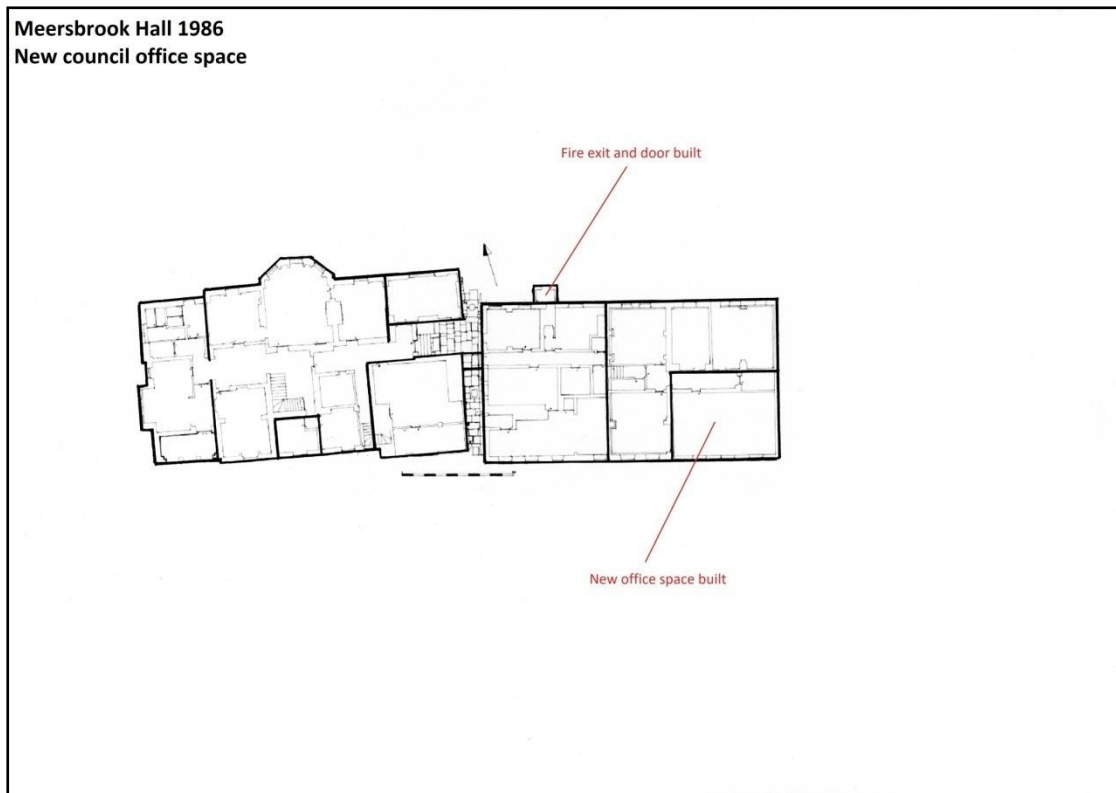 Meersbrook Hall 1986
New council office space
Fire exit and door built
New office space built